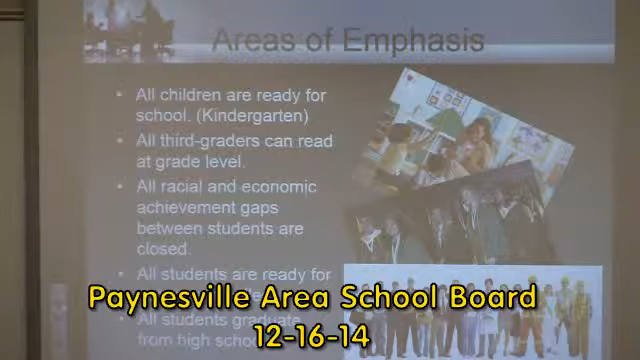 Areas of Emphasis
• All children are ready for
school. (Kindergarten)
• All third-graders can read
at grade level.
• All racial and economic
achievement gaps
between students are
closed.
• All students are ready for
• All students graduate
from high
Paynesville Area School Board
12-16-14